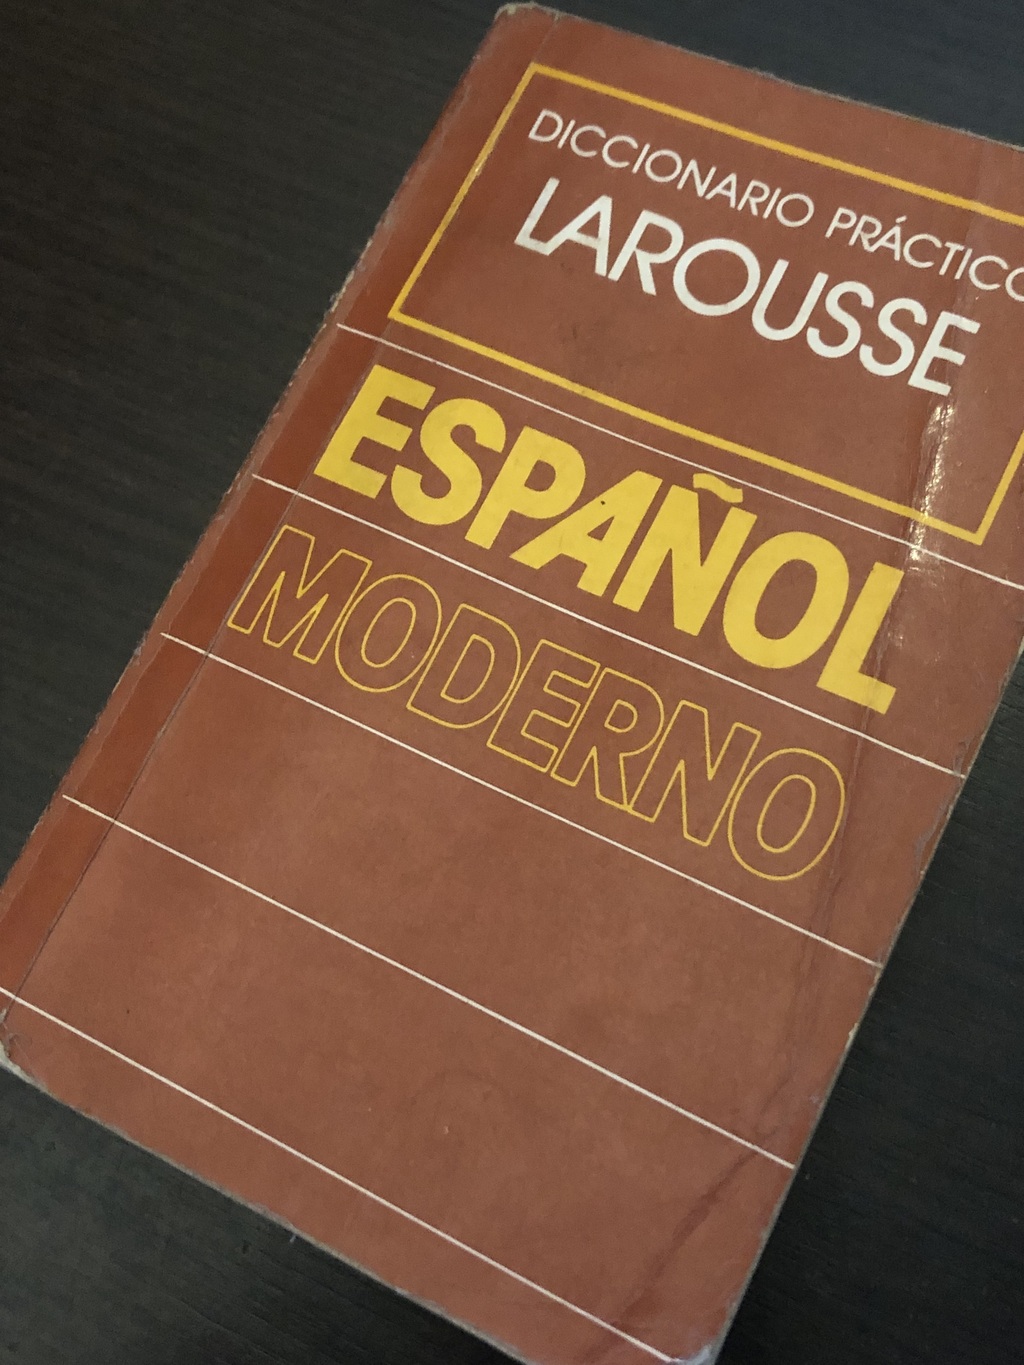 DICCIONARIO PRÁCTICO
LAROUSSE
ESPAÑOL
MODERNO